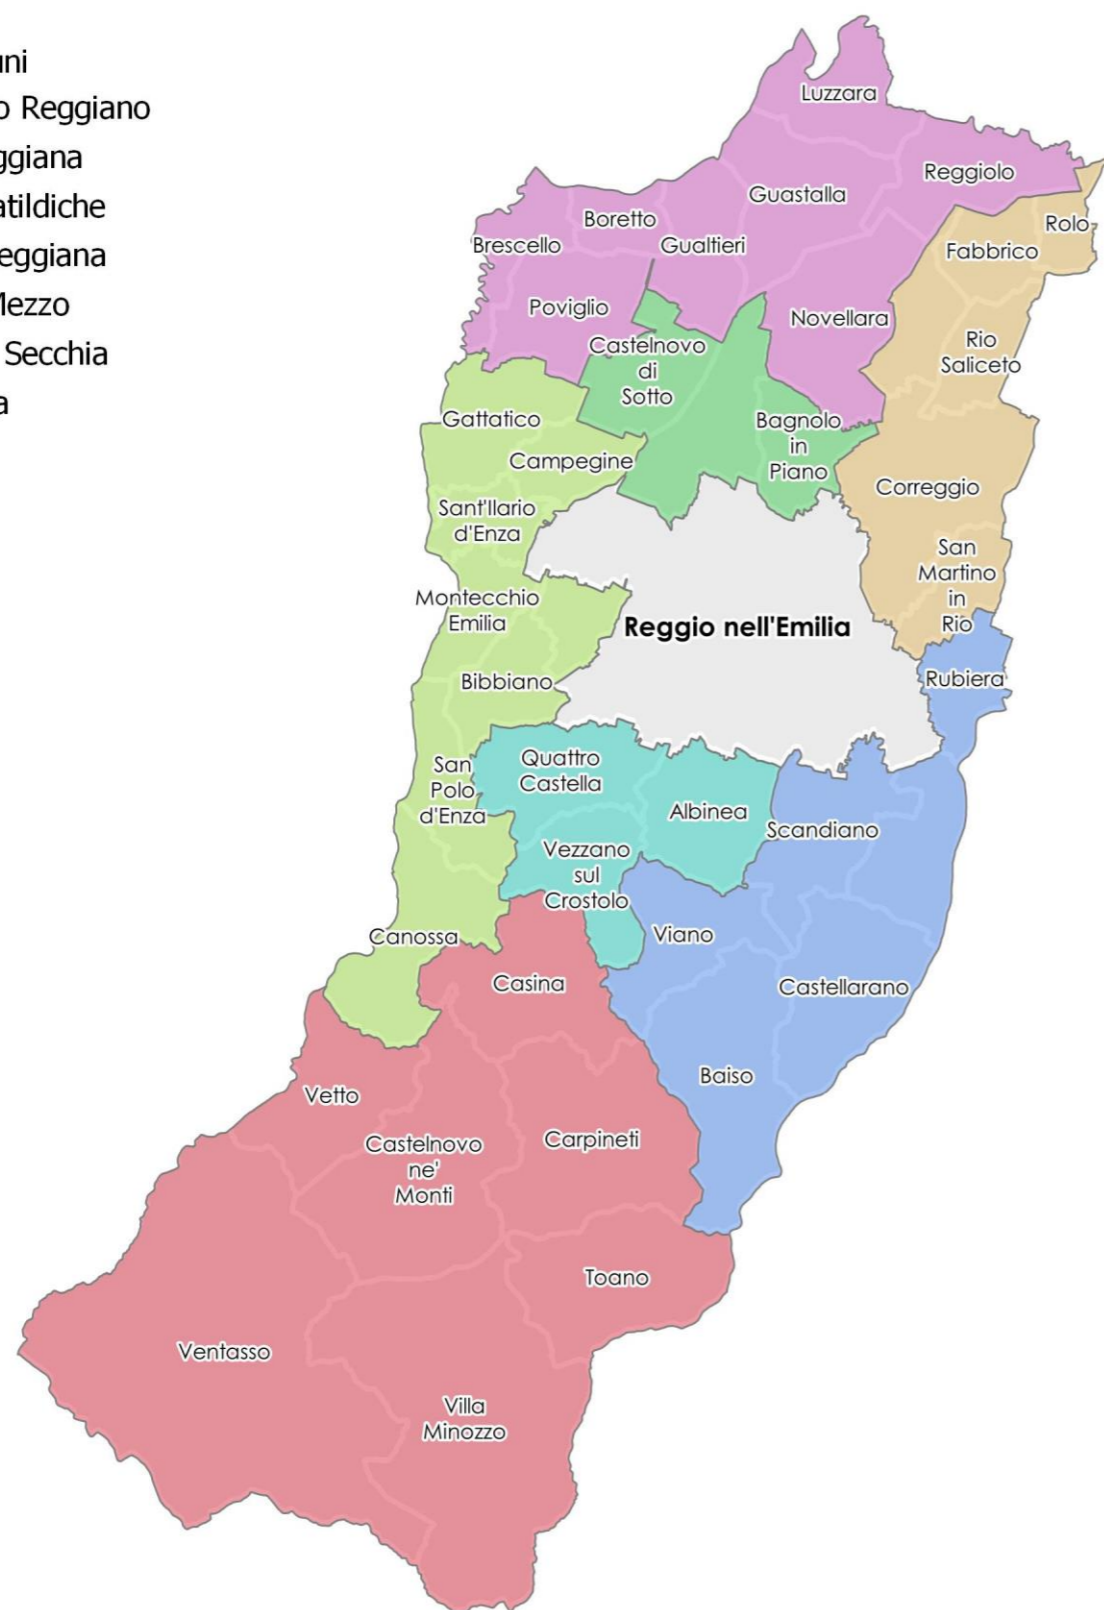 uni
o Reggiano
ggiana
atildiche
eggiana
Mezzo
Secchia
a
Luzzara
Reggiolo
Guastalla
Boretto
Rolo
Brescello
Gualtieri
Fabbrico
Poviglio
Novellara
Rio
Saliceto
Castelnovo
di
Sotto
Gattatico
Bagnolo
in
Piano
Campegine
Correggio
Sant'Ilario
d'Enza
San
Martino
in
Rio
Montecchio
Emilia
Reggio nell'Emilia
Bibbiano
Rubiera
Quattro
Castella
San
Polo
d'Enza
Albinea
Scandiano
Vezzano
sul
Crostolo
Canossa
Viano
Casina
Castellarano
Baiso
Vetto
Castelnovo
ne'
Monti
Carpineti
Toano
Ventasso
Villa
Minozzo